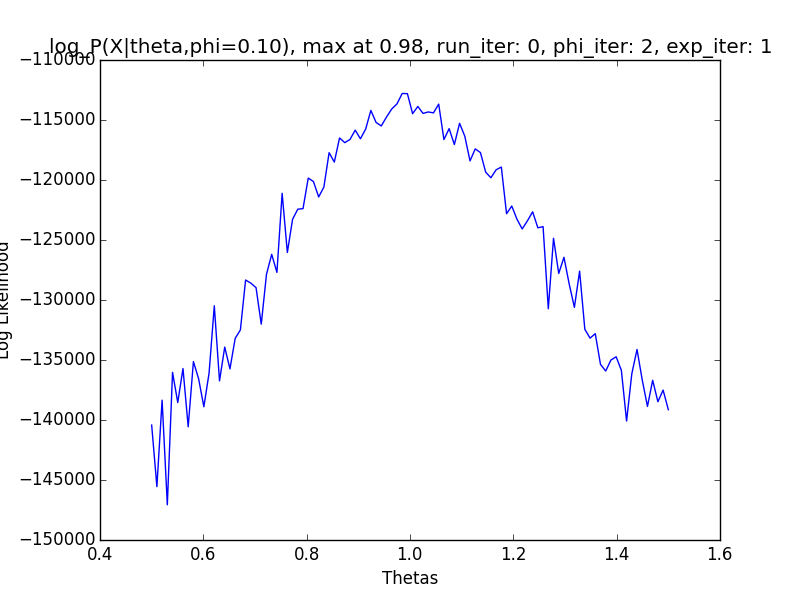 log_P(X|theta,phi=0.10), max at 0.98, run_iter: 0, phi_iter: 2, exp_iter: 1
−110000
−115000
−120000
−125000
−130000
−135000
−140000
−145000
−150000
Log Likelihood
0.4 0.6 0.8 1.0 1.2 1.4 1.6
Thetas